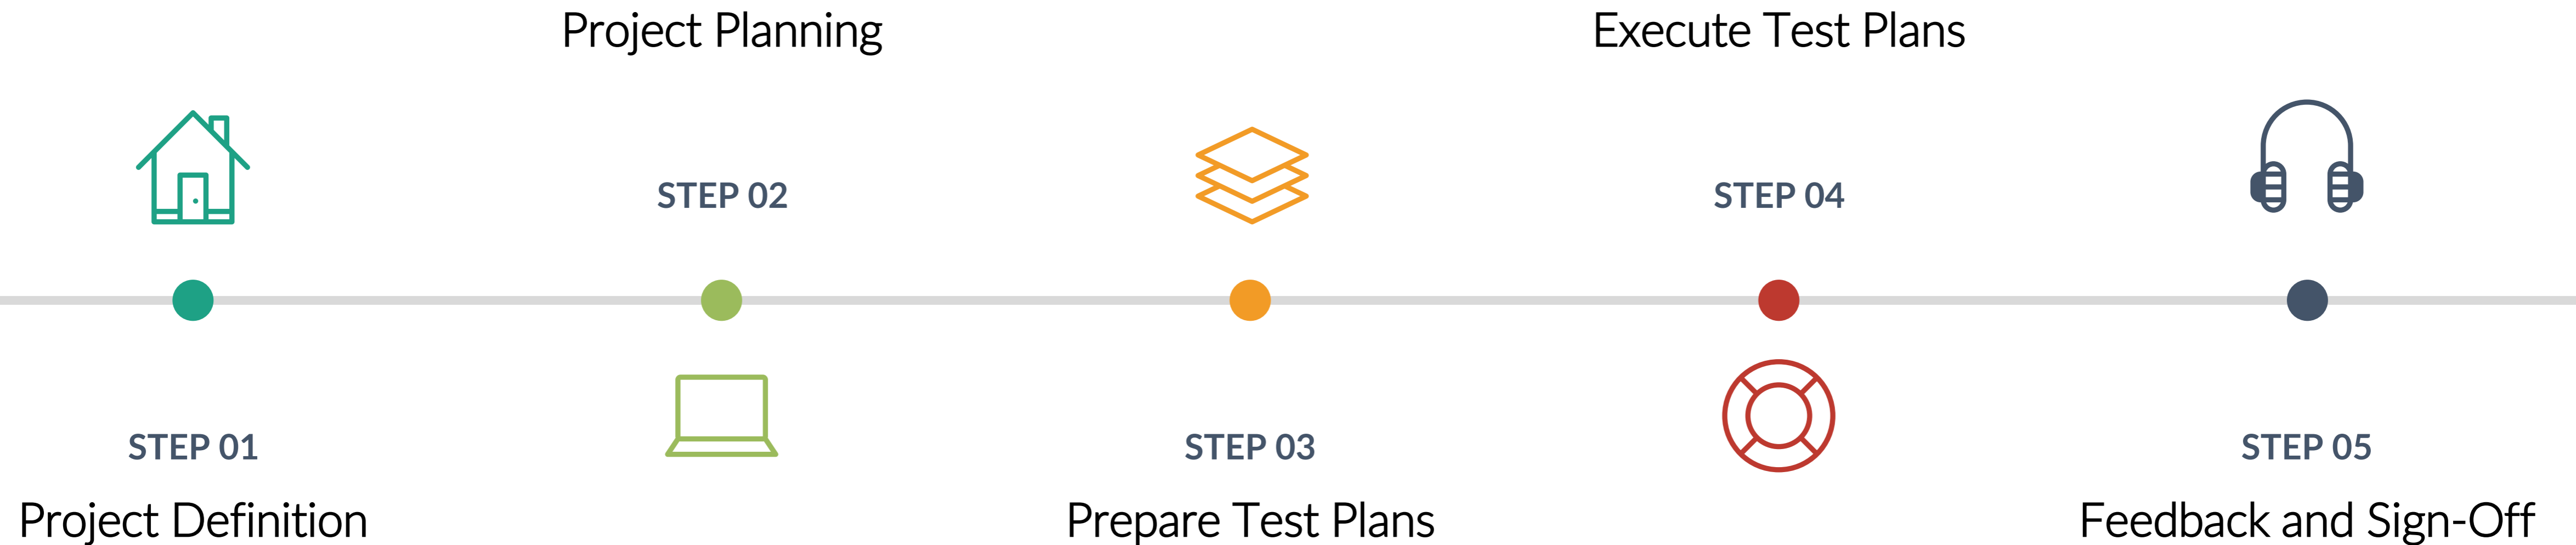 STEP 01
Project Definition
Project Planning
STEP 02
STEP 03
Prepare Test Plans
Execute Test Plans
STEP 04
STEP 05
Feedback and Sign-Off